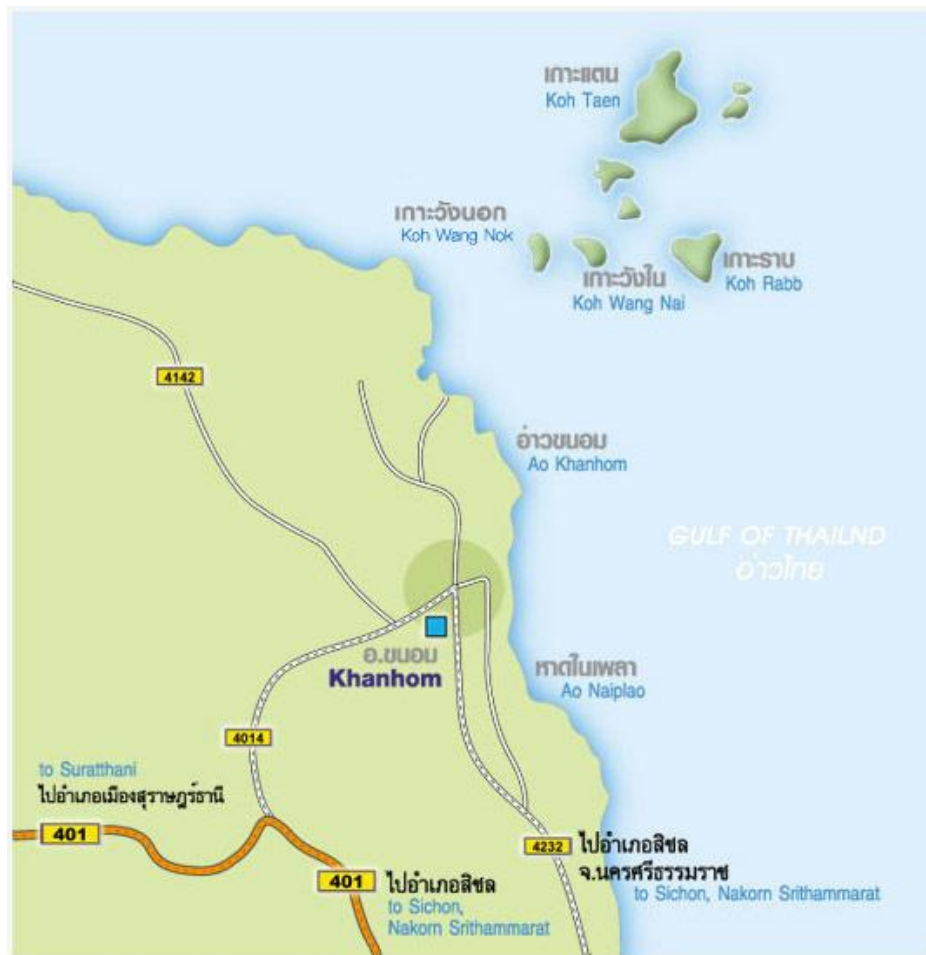 เกาะแตน
Koh Taen
เกาะวังนอก
Koh Wang Nok
เกาะวังใน
Koh Wang Nai
เกาะราบ
Koh Rabb
4142
อ่าวขนอม
Ao Khanhom
GULF OF THAILND
อ่าวไทย
อ.ขนอม
Khanhom
หาดในเพลา
Ao Naiplao
4014
to Suratthani
ไปอำเภอเมืองสุราษฎร์ธานี
401
4232
ไปอำเภอสิชล
จ.นครศรีธรรมราช
to Sichon, Nakorn Srithammarat
401
ไปอำเภอสิชล
to Sichon,
Nakorn Srithammarat